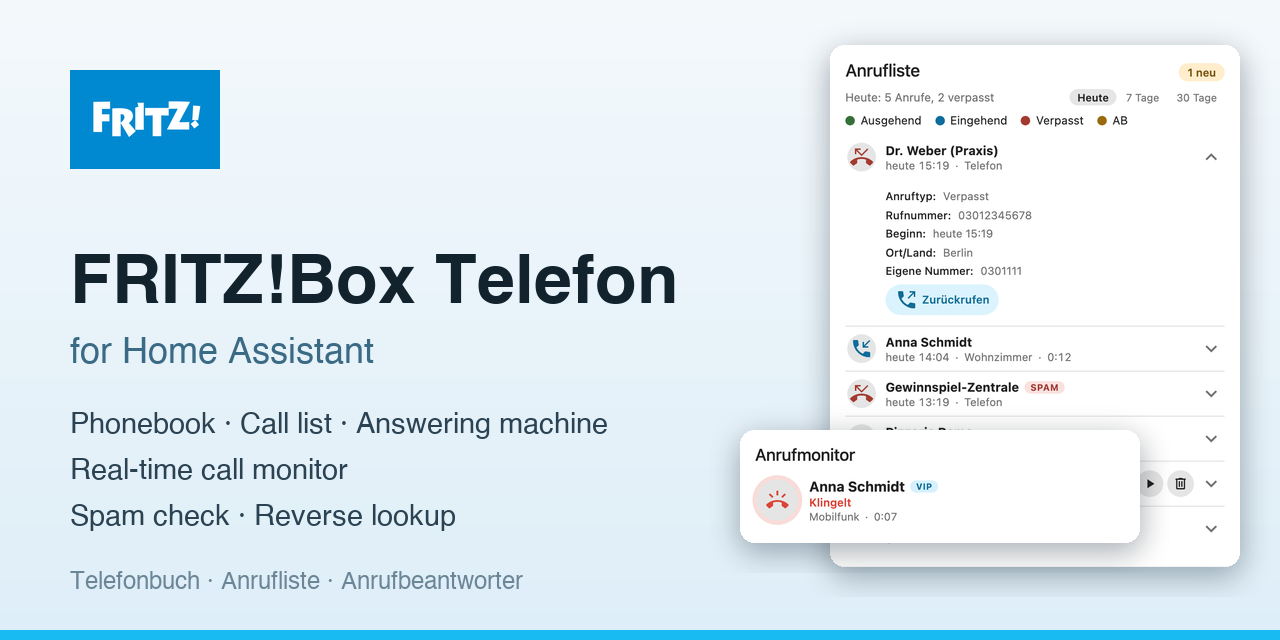 FRITZ!
FRITZ!Box Telefon
for Home Assistant
Phonebook · Call list · Answering machine
Real-time call monitor
Spam check · Reverse lookup
Telefonbuch · Anrufliste · Anrufbeantworter
Anrufliste
1 neu
Heute: 5 Anrufe, 2 verpasst
Heute 7 Tage 30 Tage
Ausgehend Eingehend Verpasst AB
Dr. Weber (Praxis)
heute 15:19 · Telefon
Anruftyp: Verpasst
Rufnummer: 03012345678
Beginn: heute 15:19
Ort/Land: Berlin
Eigene Nummer: 0301111
Zurückrufen
Anna Schmidt
heute 14:04 · Wohnzimmer · 0:12
Gewinnspiel-Zentrale SPAM
heute 13:19 · Telefon
Anrufmonitor
Anna Schmidt VIP
Klingelt
Mobilfunk · 0:07